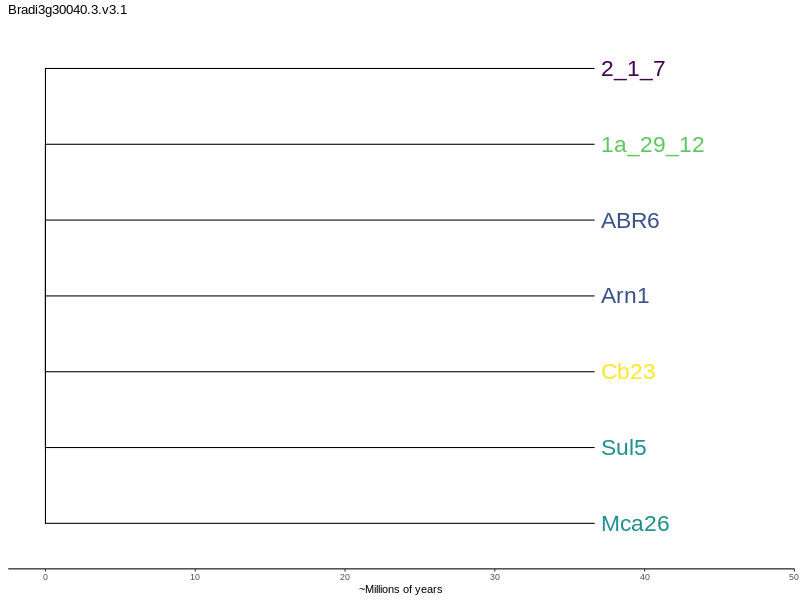 Bradi3g30040.3.v3.1
2_1_7
1a_29_12
ABR6
Arn1
Cb23
Sul5
Mca26
0 10 20 30 40 50
~Millions of years